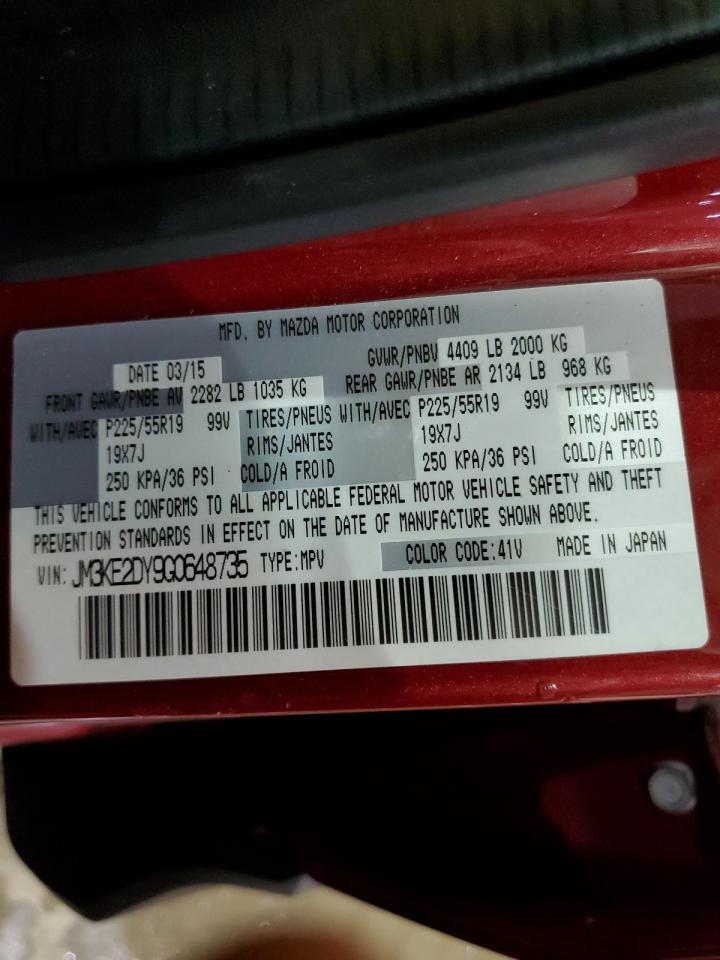 MFD. BY MAZDA MOTOR CORPORATION
DATE 03/15 GVWR/PNBV 4409 LB 2000 KG
FRONT GAWR/PNBE AV 2282 LB 1035 KG REAR GAWR/PNBE AR 2134 LB 968 KG
WITH/AVEC P225/55R19 99V TIRES/PNEUS WITH/AVEC P225/55R19 99V TIRES/PNEUS
19X7J RIMS/JANTES 19X7J RIMS/JANTES
250 KPA/36 PSI COLD/A FROID 250 KPA/36 PSI COLD/A FROID
THIS VEHICLE CONFORMS TO ALL APPLICABLE FEDERAL MOTOR VEHICLE SAFETY AND THEFT
PREVENTION STANDARDS IN EFFECT ON THE DATE OF MANUFACTURE SHOWN ABOVE.
VIN: JM3KE2DY9G0648735 TYPE:MPV COLOR CODE:41V MADE IN JAPAN